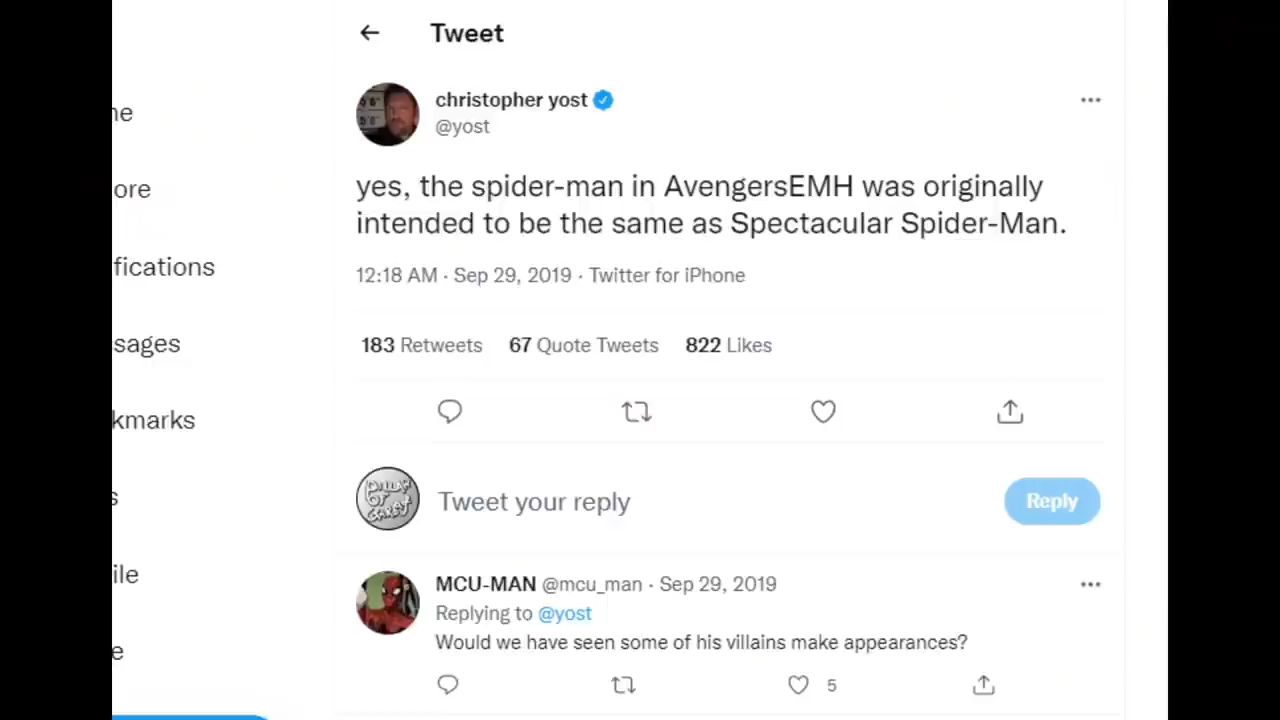 Tweet
christopher yost
@yost
yes, the spider-man in AvengersEMH was originally
intended to be the same as Spectacular Spider-Man.
12:18 AM · Sep 29, 2019 · Twitter for iPhone
183 Retweets 67 Quote Tweets 822 Likes
Tweet your reply
Reply
MCU-MAN @mcu_man · Sep 29, 2019
Replying to @yost
Would we have seen some of his villains make appearances?
5
ne
ore
fications
sages
kmarks
s
ile
e